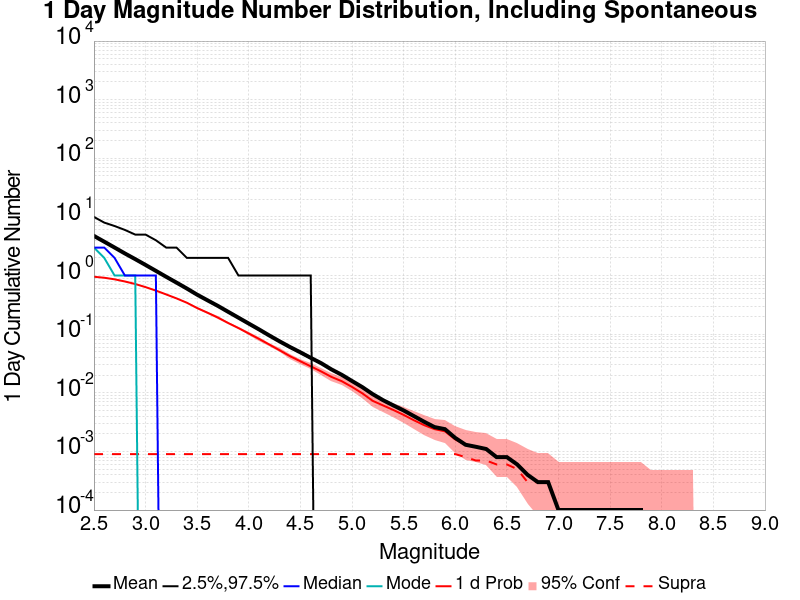 1 Day Magnitude Number Distribution, Including Spontaneous
10^4
10^3
10^2
10^1
10^0
10^-1
10^-2
10^-3
10^-4
1 Day Cumulative Number
2.5 3.0 3.5 4.0 4.5 5.0 5.5 6.0 6.5 7.0 7.5 8.0 8.5 9.0
Magnitude
Mean 2.5%,97.5% Median Mode 1 d Prob 95% Conf Supra